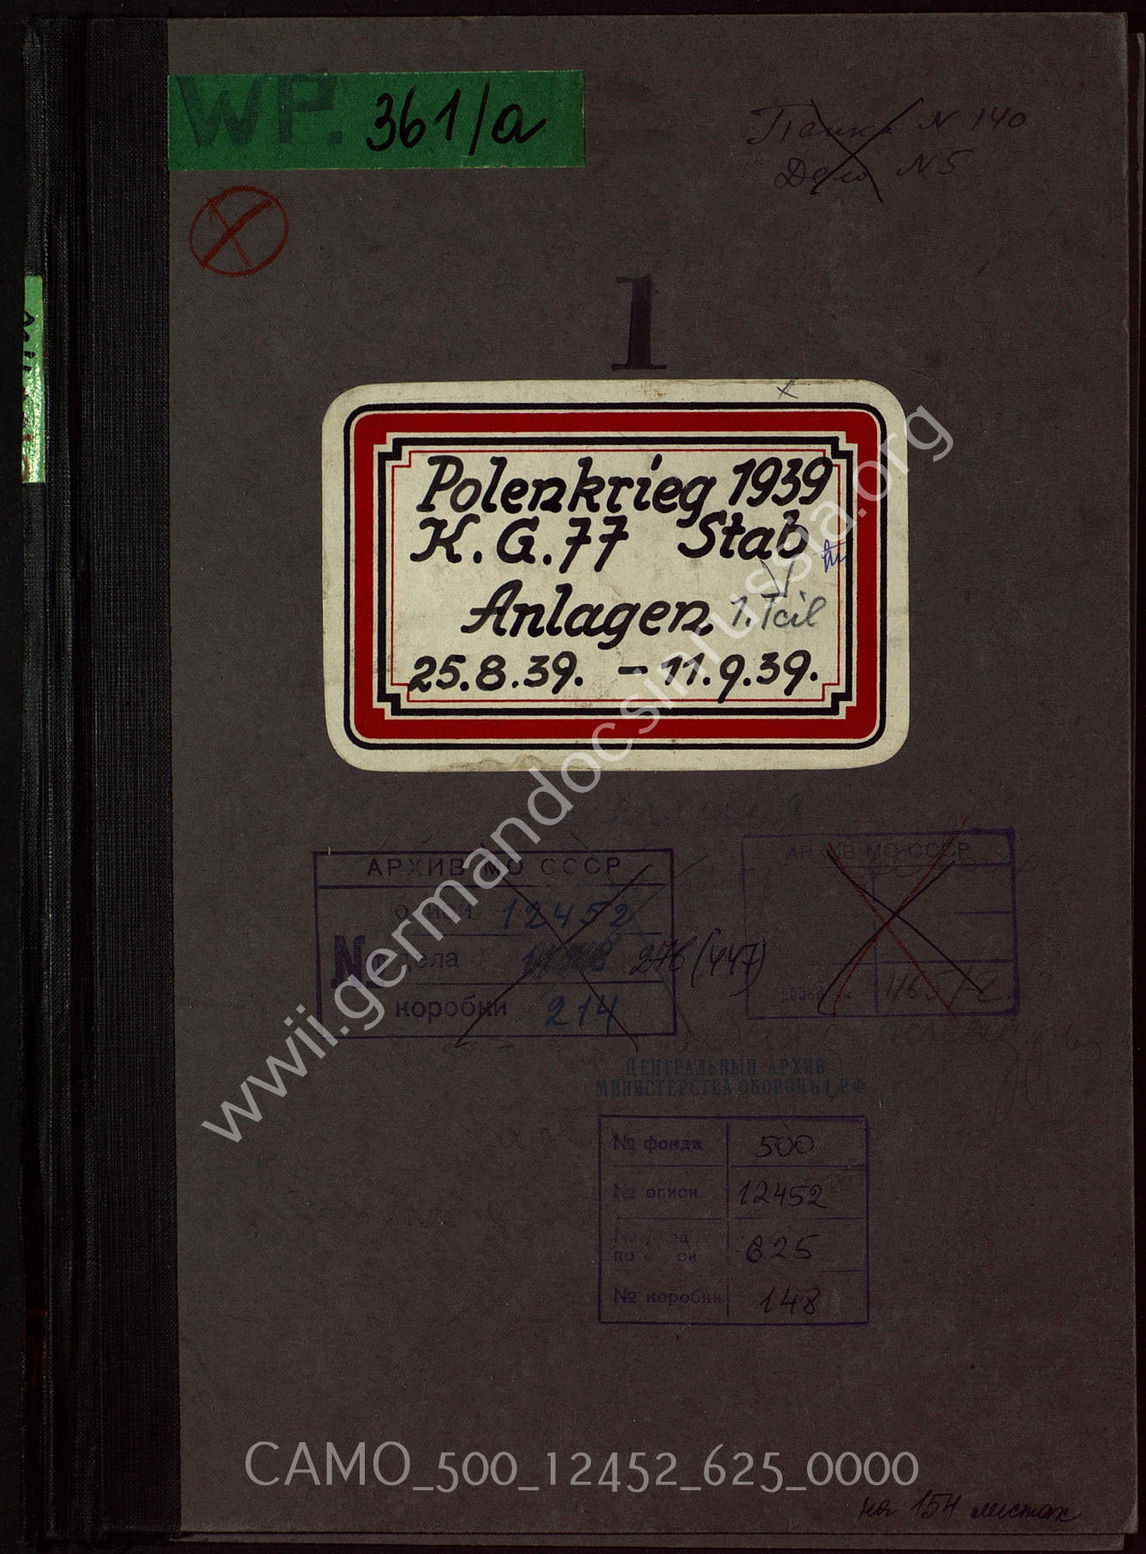 WP. 361/a
Папка N 140
Дело N 5
1
Polenkrieg 1939
K.G.77 Stab
Anlagen 1. Teil
25.8.39. – 11.9.39.
АРХИВ МО СССР
описи 12452
№ дела 276 (447)
коробки 214
АРХИВ МО СССР
ЦЕНТРАЛЬНЫЙ АРХИВ
МИНИСТЕРСТВА ОБОРОНЫ РФ
№ фонда 500
№ описи 12452
№ дела
по описи 625
№ коробки 148
www.germandocsinrussia.org
CAMO_500_12452_625_0000
на 154 листах